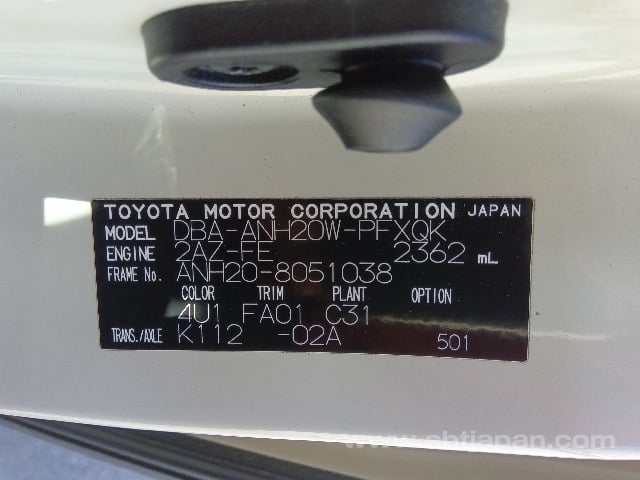 TOYOTA MOTOR CORPORATION JAPAN
MODEL DBA-ANH20W-PFXQK
ENGINE 2AZ-FE 2362 mL
FRAME No. ANH20-8051038
COLOR TRIM PLANT OPTION
4U1 FA01 C31
TRANS./AXLE K112 -02A 501
www.sbtjapan.com